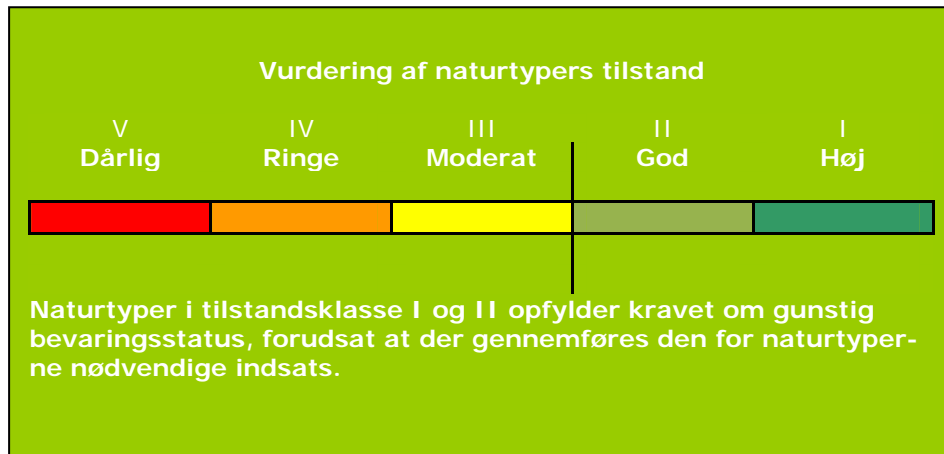 Vurdering af naturtypers tilstand
V IV III II I
Dårlig Ringe Moderat God Høj
Naturtyper i tilstandsklasse I og II opfylder kravet om gunstig
bevaringsstatus, forudsat at der gennemføres den for naturtyper-
ne nødvendige indsats.